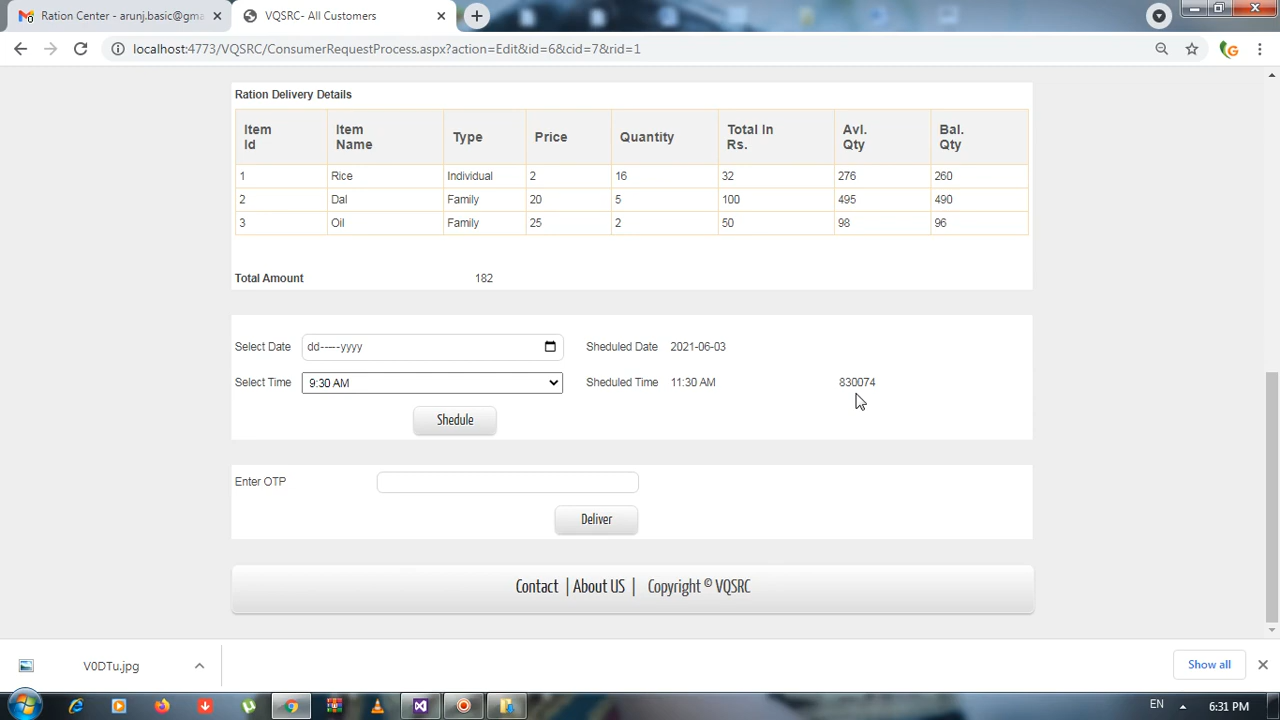 Ration Center - arunj.basic@gma
VQSRC- All Customers
localhost:4773/VQSRC/ConsumerRequestProcess.aspx?action=Edit&id=6&cid=7&rid=1
Ration Delivery Details
Item Id Item Name Type Price Quantity Total In Rs. Avl. Qty Bal. Qty
1 Rice Individual 2 16 32 276 260
2 Dal Family 20 5 100 495 490
3 Oil Family 25 2 50 98 96
Total Amount 182
Select Date dd-----yyyy Sheduled Date 2021-06-03
Select Time 9:30 AM Sheduled Time 11:30 AM 830074
Shedule
Enter OTP
Deliver
Contact | About US | Copyright © VQSRC
V0DTu.jpg Show all
EN 6:31 PM